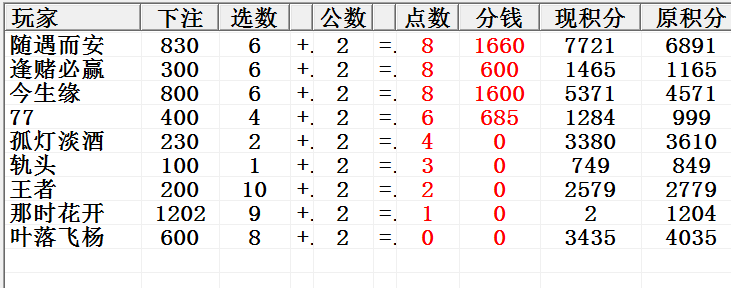 玩家 下注 选数 公数 点数 分钱 现积分 原积分
随遇而安 830 6 +. 2 =. 8 1660 7721 6891
逢赌必赢 300 6 +. 2 =. 8 600 1465 1165
今生缘 800 6 +. 2 =. 8 1600 5371 4571
77 400 4 +. 2 =. 6 685 1284 999
孤灯淡酒 230 2 +. 2 =. 4 0 3380 3610
轨头 100 1 +. 2 =. 3 0 749 849
王者 200 10 +. 2 =. 2 0 2579 2779
那时花开 1202 9 +. 2 =. 1 0 2 1204
叶落飞杨 600 8 +. 2 =. 0 0 3435 4035